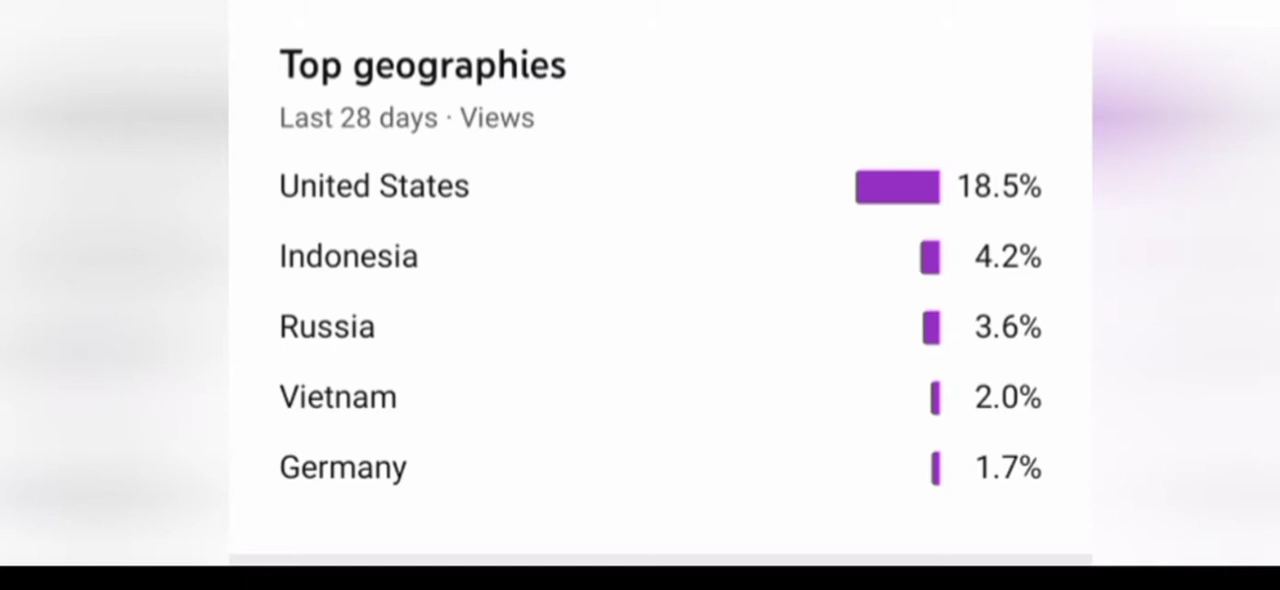 Top geographies
Last 28 days · Views
United States 18.5%
Indonesia 4.2%
Russia 3.6%
Vietnam 2.0%
Germany 1.7%